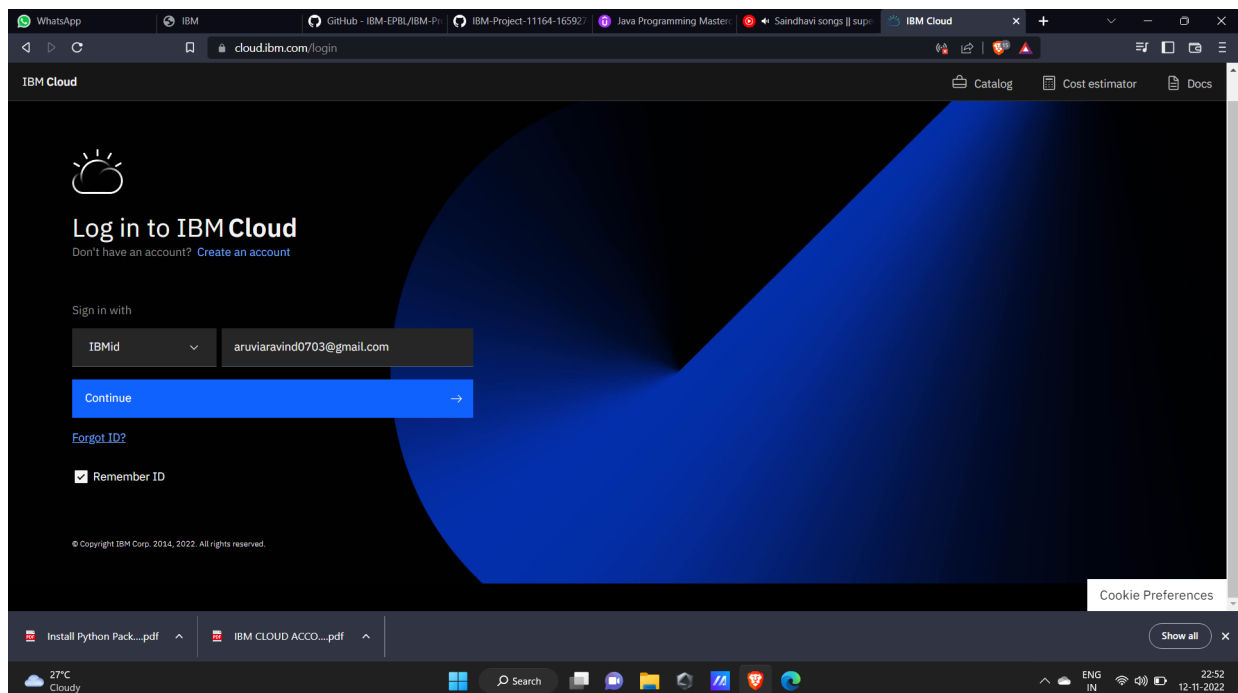 WhatsApp
IBM
GitHub - IBM-EPBL/IBM-Pr
IBM-Project-11164-165927
Java Programming Masterc
Saindhavi songs || supe
IBM Cloud
cloud.ibm.com/login
IBM Cloud
Catalog
Cost estimator
Docs
Log in to IBM Cloud
Don't have an account? Create an account
Sign in with
IBMid
aruviaravind0703@gmail.com
Continue
Forgot ID?
Remember ID
© Copyright IBM Corp. 2014, 2022. All rights reserved.
Cookie Preferences
Install Python Pack....pdf
IBM CLOUD ACCO....pdf
Show all
27°C
Cloudy
Search
ENG
IN
22:52
12-11-2022